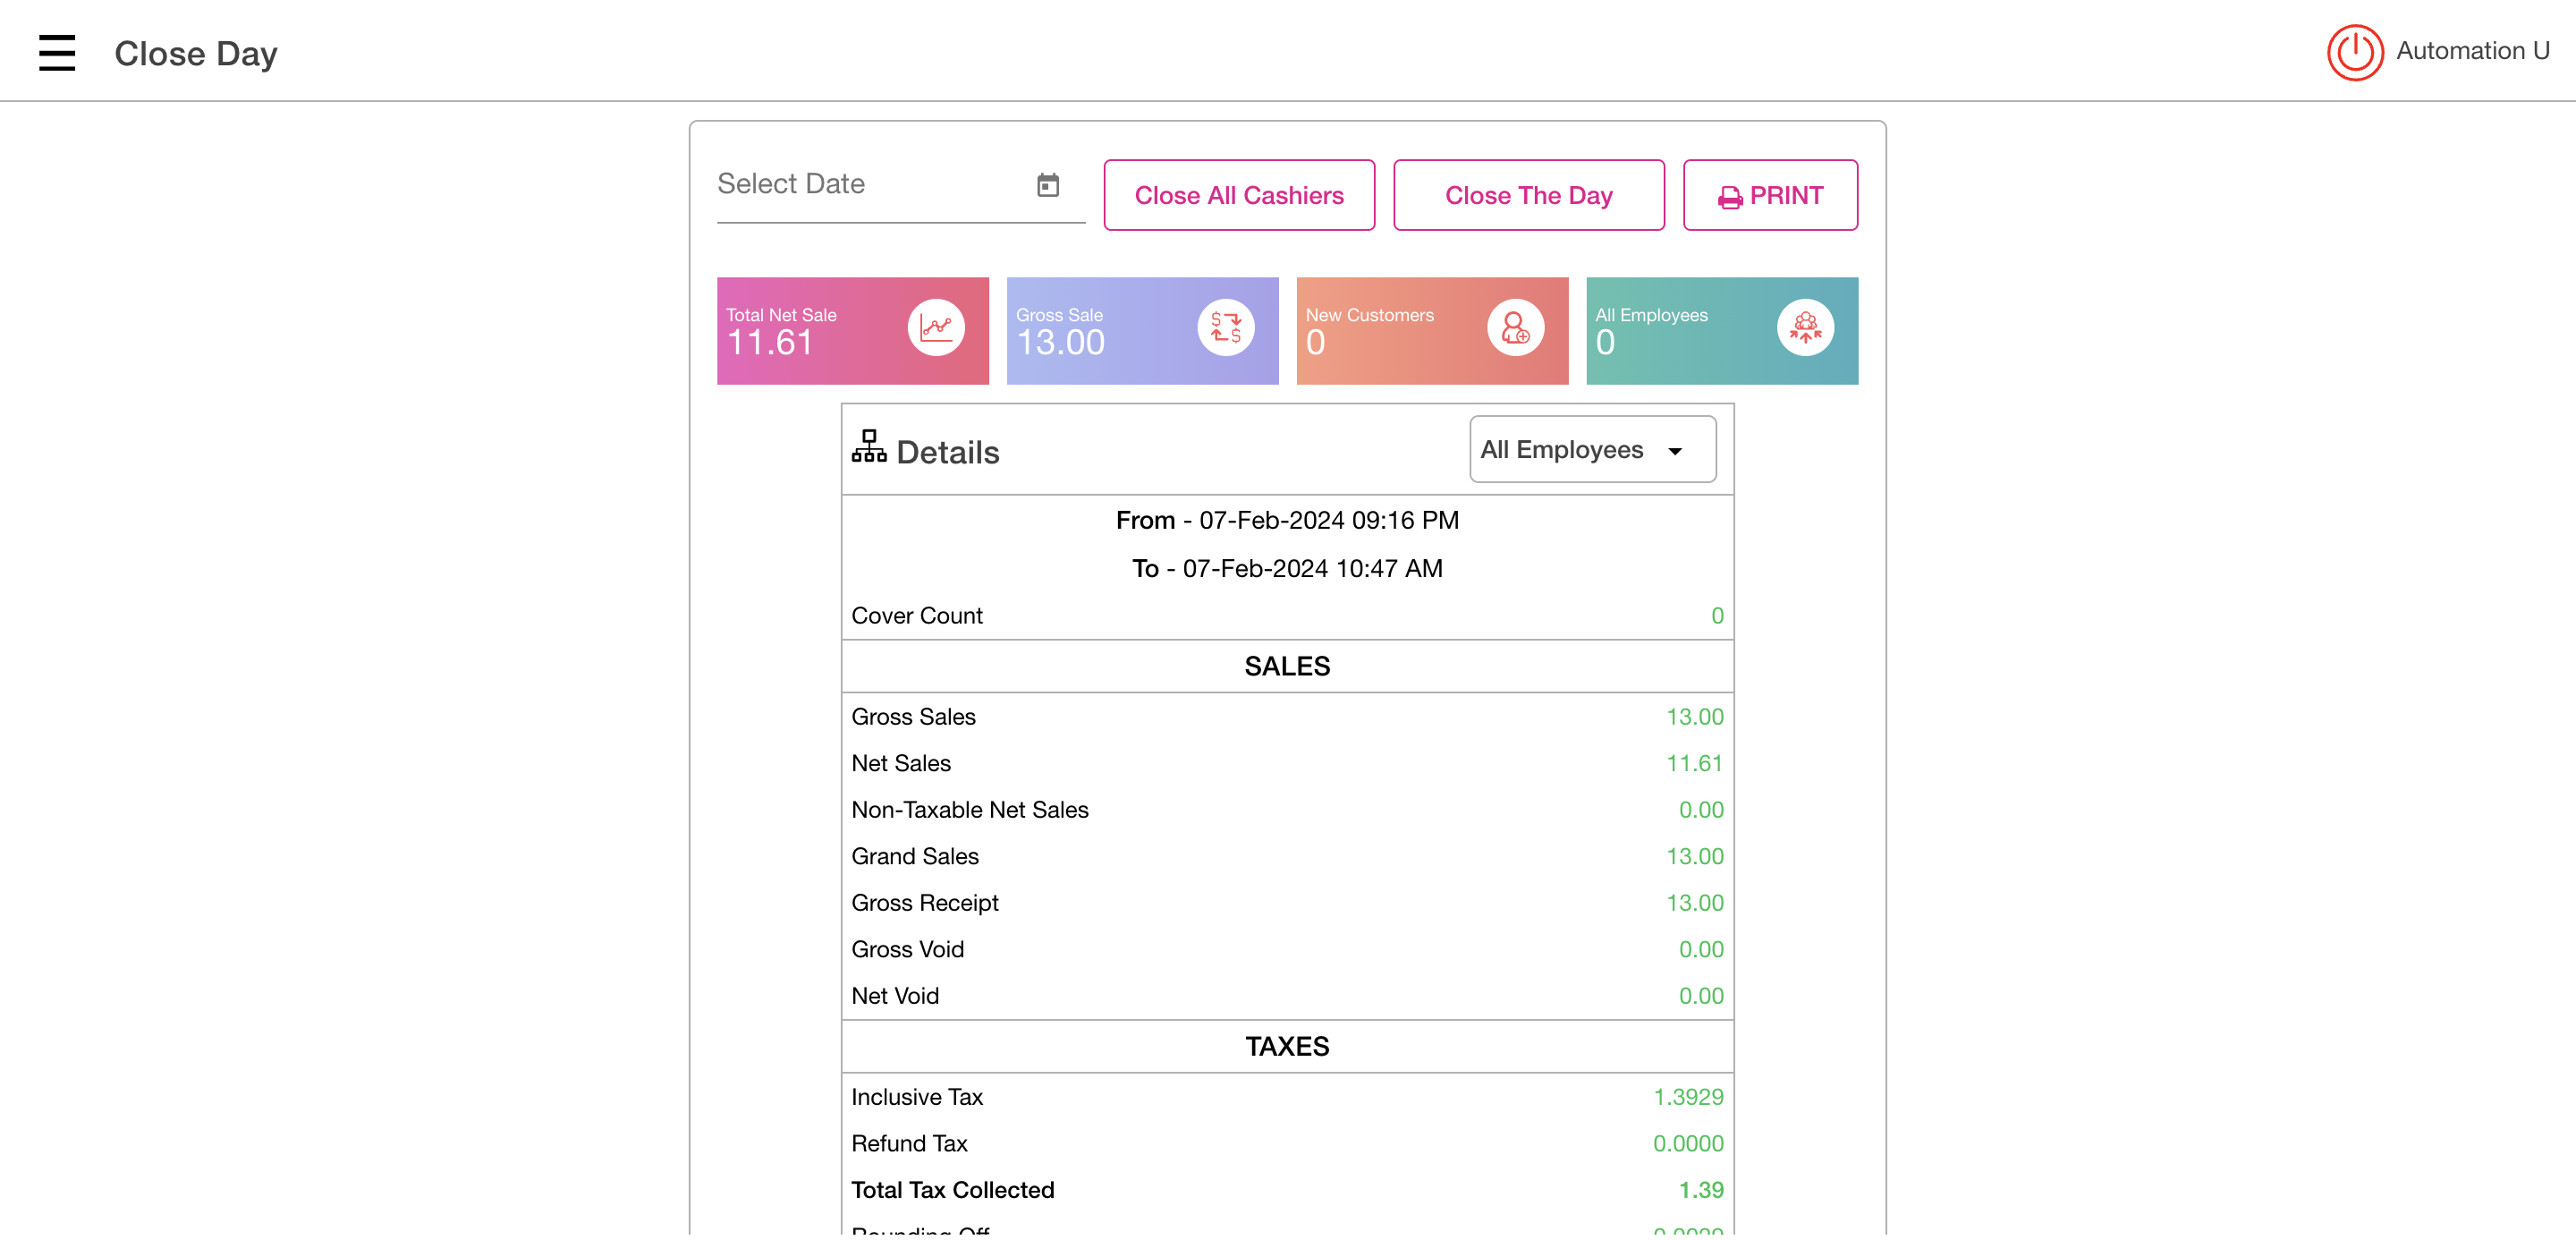 Close Day
Automation U
Select Date
Close All Cashiers
Close The Day
PRINT
Total Net Sale
11.61
Gross Sale
13.00
New Customers
0
All Employees
0
Details
All Employees
From - 07-Feb-2024 09:16 PM
To - 07-Feb-2024 10:47 AM
Cover Count 0
SALES
Gross Sales 13.00
Net Sales 11.61
Non-Taxable Net Sales 0.00
Grand Sales 13.00
Gross Receipt 13.00
Gross Void 0.00
Net Void 0.00
TAXES
Inclusive Tax 1.3929
Refund Tax 0.0000
Total Tax Collected 1.39
Rounding Off